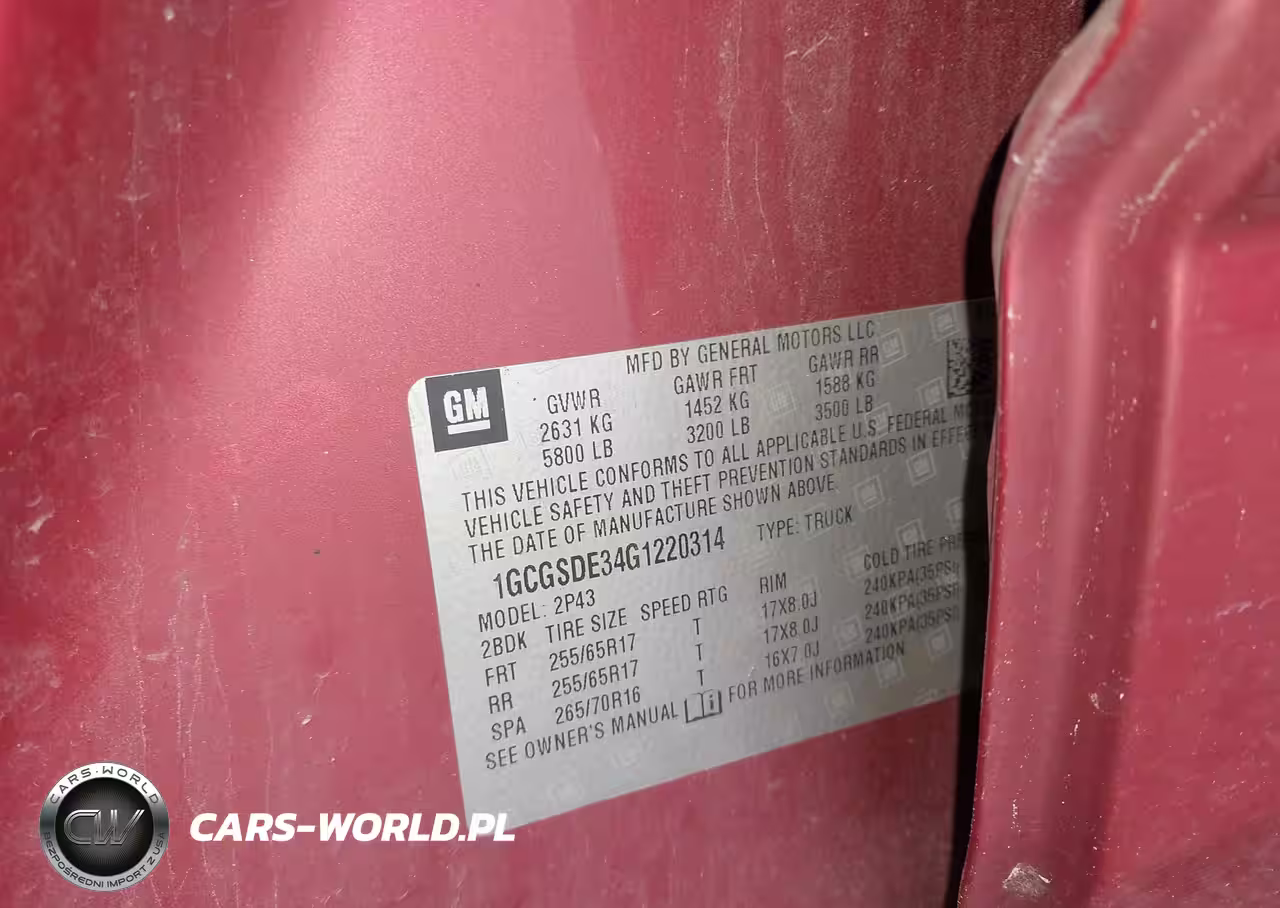 MFD BY GENERAL MOTORS LLC
GM
GVWR GAWR FRT GAWR RR
2631 KG 1452 KG 1588 KG
5800 LB 3200 LB 3500 LB
THIS VEHICLE CONFORMS TO ALL APPLICABLE U.S. FEDERAL
VEHICLE SAFETY AND THEFT PREVENTION STANDARDS IN
THE DATE OF MANUFACTURE SHOWN ABOVE.
1GCGSDE34G1220314 TYPE: TRUCK
MODEL: 2P43
2BDK TIRE SIZE SPEED RTG RIM COLD TIRE
FRT 255/65R17 T 17X8.0J 240KPA(35PSI)
RR 255/65R17 T 17X8.0J 240KPA(35PSI)
SPA 265/70R16 T 16X7.0J 240KPA(35PSI)
SEE OWNER'S MANUAL FOR MORE INFORMATION
CARS-WORLD
CW
BEZPOŚREDNI IMPORT Z USA
CARS-WORLD.PL